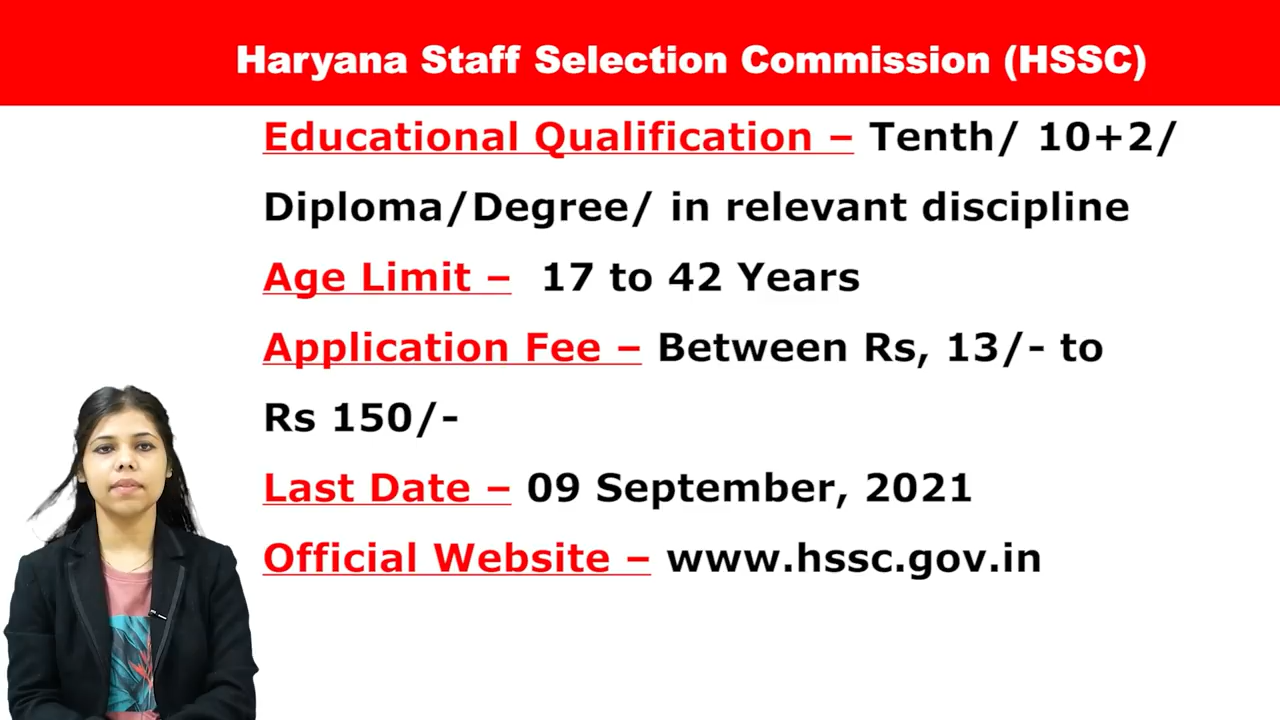 Haryana Staff Selection Commission (HSSC)
Educational Qualification – Tenth/ 10+2/
Diploma/Degree/ in relevant discipline
Age Limit – 17 to 42 Years
Application Fee – Between Rs, 13/- to
Rs 150/-
Last Date – 09 September, 2021
Official Website – www.hssc.gov.in